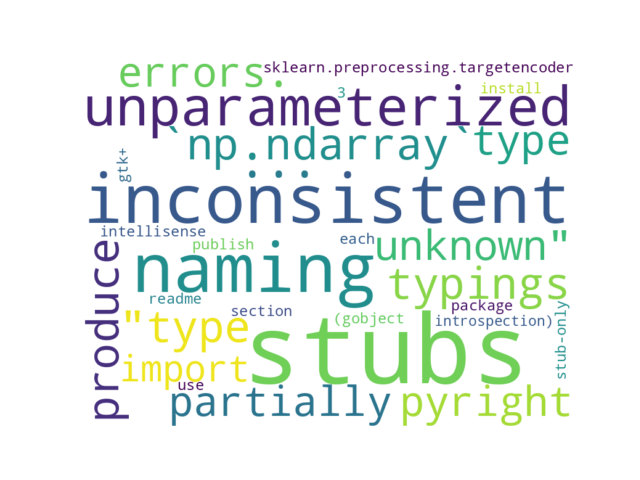 errors.
sklearn.preprocessing.targetencoder
3
install
unparameterized
`np.ndarray`
type
gtk+
...
inconsistent
intellisense
publish
each
unknown"
produce
naming
typings
readme
section
(gobject
package
introspection)
"type
stubs
stub-only
import
use
partially
pyright